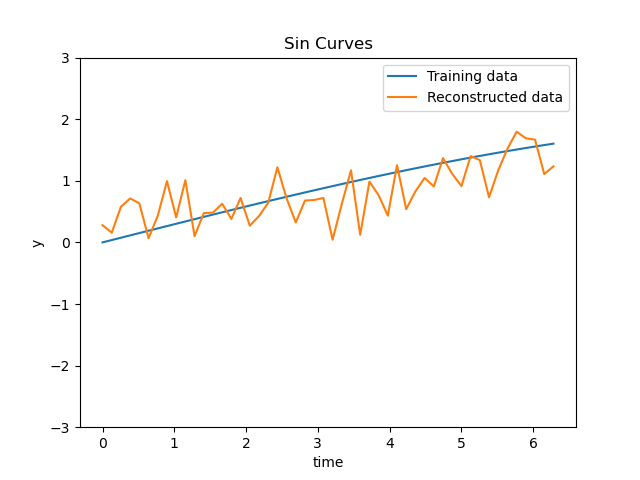 Sin Curves
Training data
Reconstructed data
3
2
1
0
−1
−2
−3
y
0 1 2 3 4 5 6
time